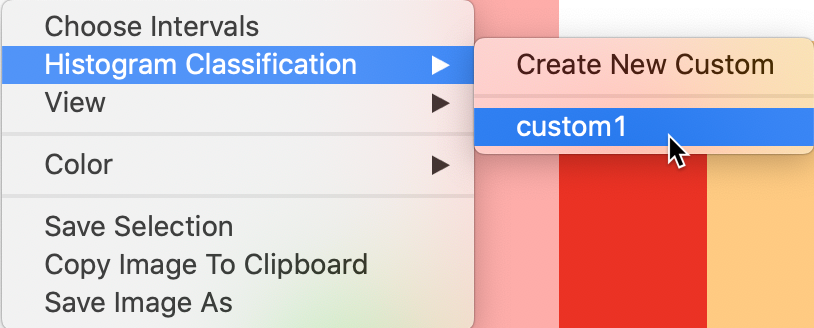 Choose Intervals
Histogram Classification
View
Color
Save Selection
Copy Image To Clipboard
Save Image As
Create New Custom
custom1